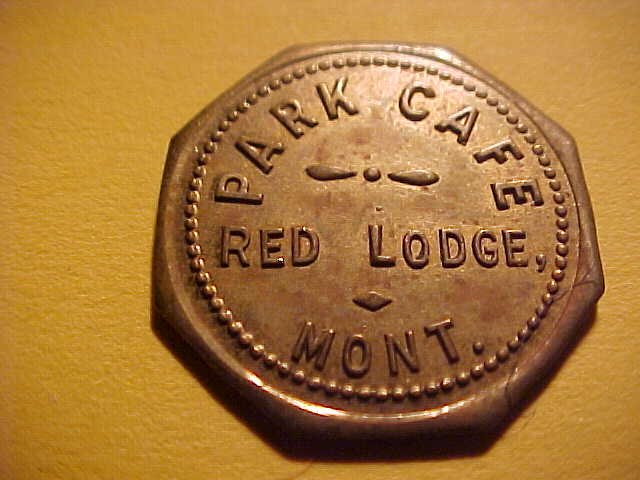 PARK CAFE
RED LODGE,
MONT.